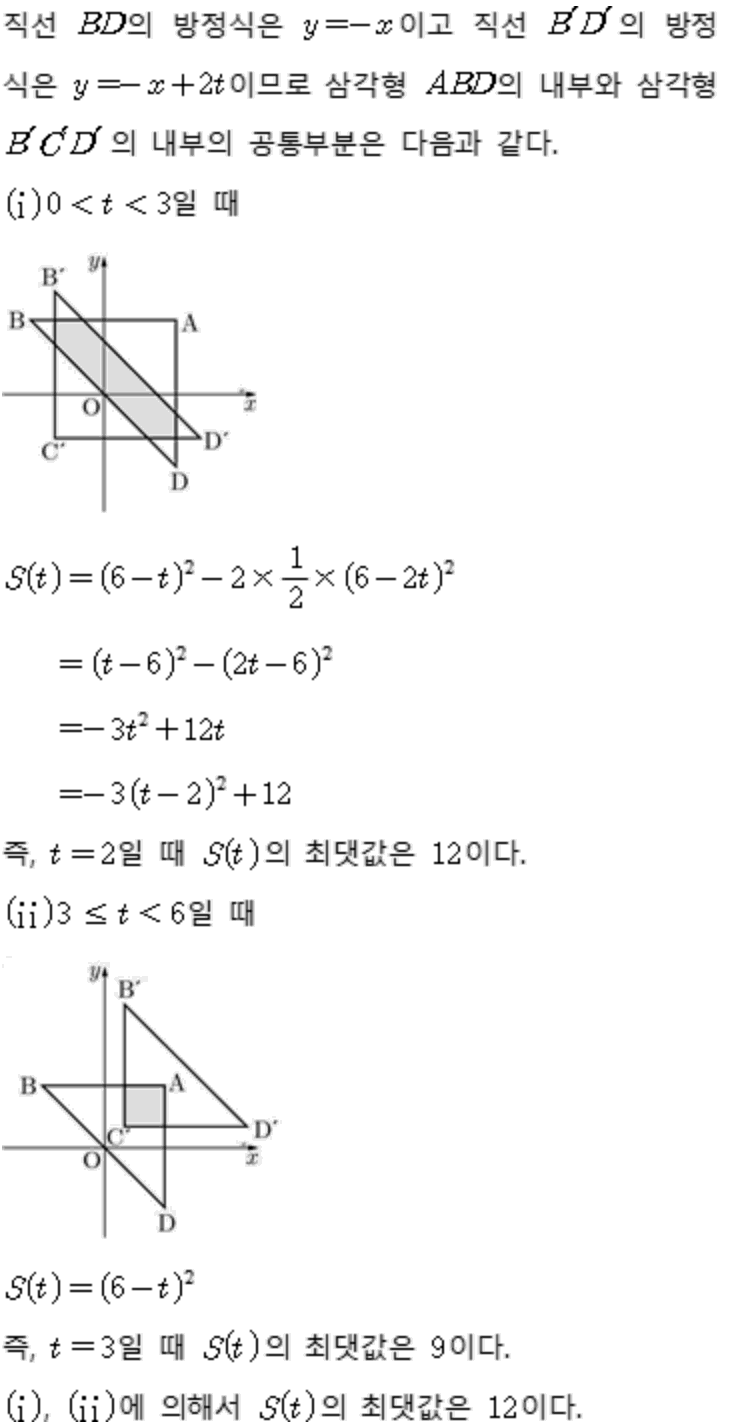 직선 BD의 방정식은 y=-x이고 직선 B′D′의 방정
식은 y=-x+2t이므로 삼각형 ABD의 내부와 삼각형
B′C′D′의 내부의 공통부분은 다음과 같다.
(i)0<t<3일 때
y
B′
B
A
O
x
C′
D′
D
S(t)=(6-t)²-2×1/2×(6-2t)²
=(t-6)²-(2t-6)²
=-3t²+12t
=-3(t-2)²+12
즉, t=2일 때 S(t)의 최댓값은 12이다.
(ii)3≤t<6일 때
y
B′
B
A
C′
D′
O
x
D
S(t)=(6-t)²
즉, t=3일 때 S(t)의 최댓값은 9이다.
(i), (ii)에 의해서 S(t)의 최댓값은 12이다.